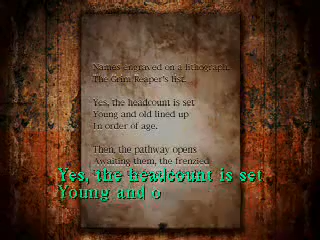 Names engraved on a lithograph.
The Grim Reaper's list.
Yes, the headcount is set
Young and old lined up
In order of age.
Then, the pathway opens
Awaiting them, the frenzied
Yes, the headcount is set
Young and o